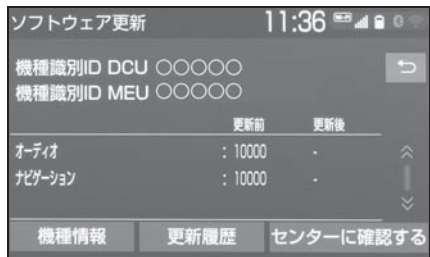 ソフトウェア更新 11:36
機種識別ID DCU ○○○○○
機種識別ID MEU ○○○○○
更新前 更新後
オーディオ : 10000 -
ナビゲーション : 10000 -
機種情報 更新履歴 センターに確認する